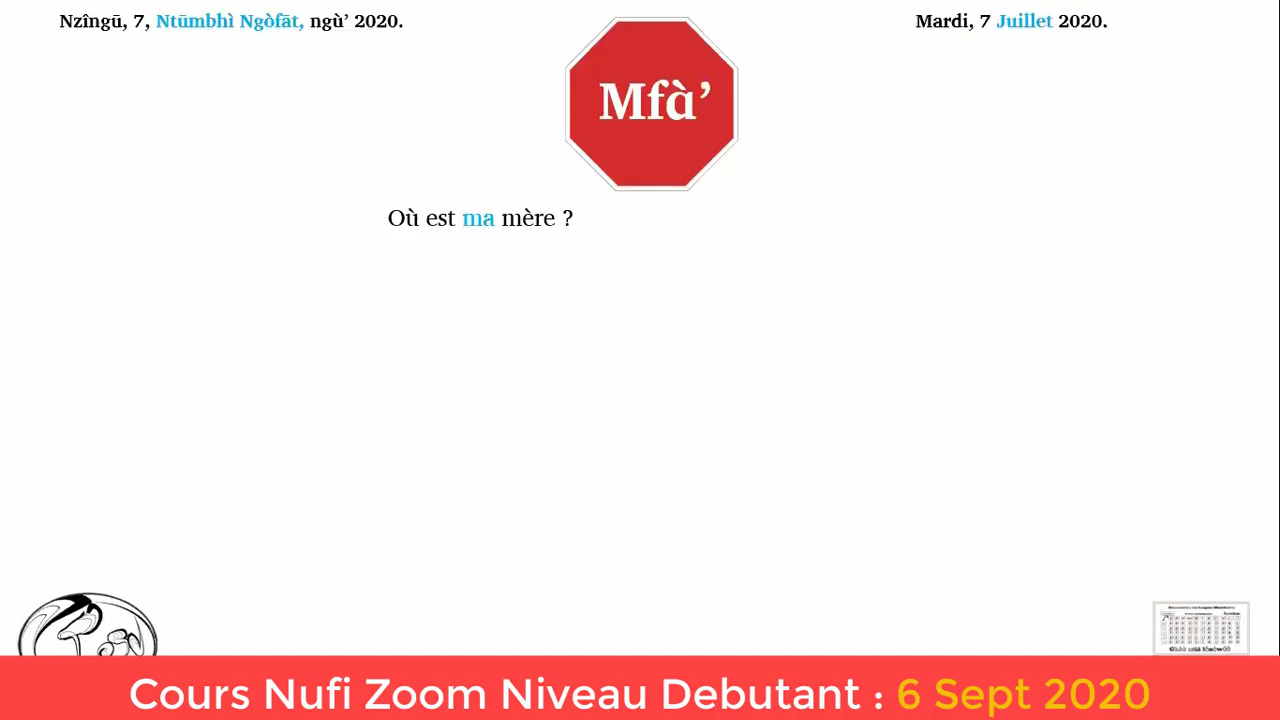 Nzîngū, 7, Ntūmbhì Ngòfāt, ngù’ 2020.
Mardi, 7 Juillet 2020.
Mfà’
Où est ma mère ?
Cours Nufi Zoom Niveau Debutant : 6 Sept 2020